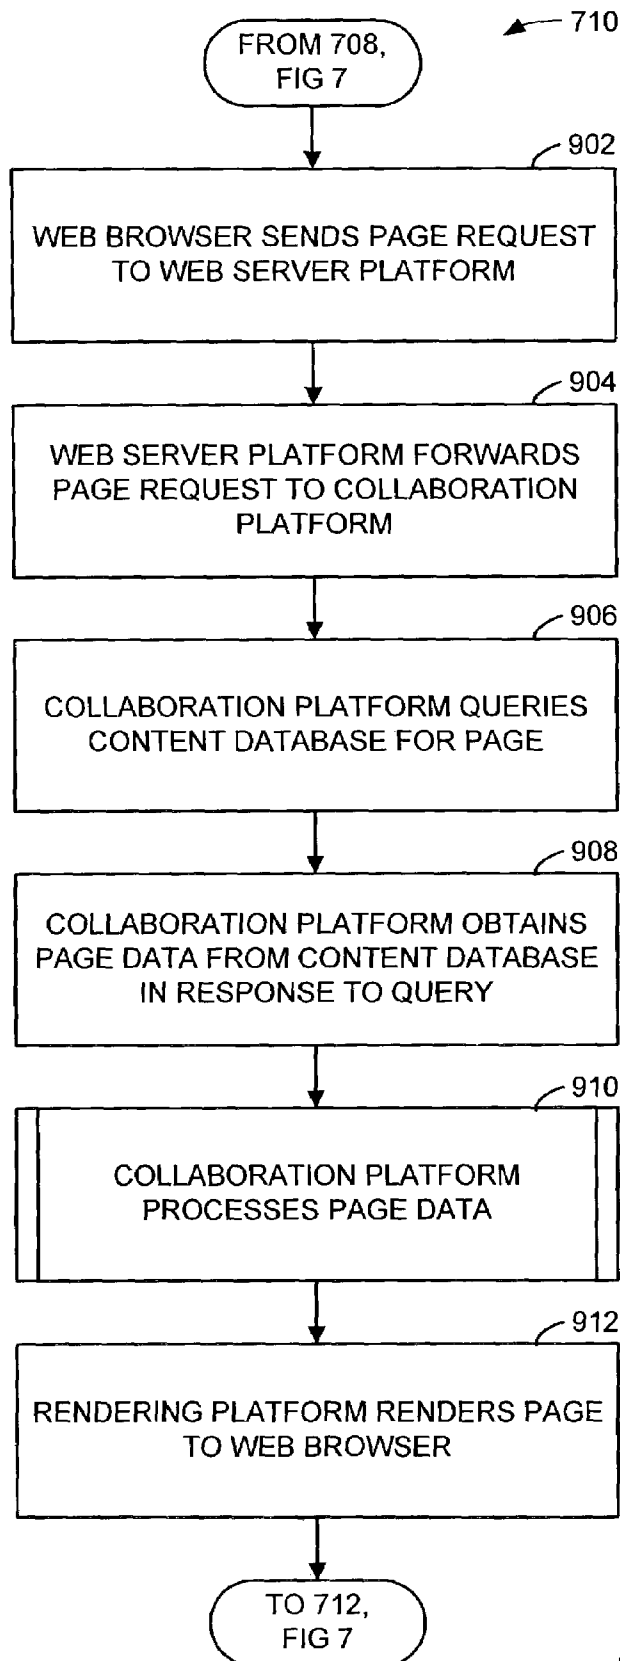 710
FROM 708,
FIG 7
902
WEB BROWSER SENDS PAGE REQUEST
TO WEB SERVER PLATFORM
904
WEB SERVER PLATFORM FORWARDS
PAGE REQUEST TO COLLABORATION
PLATFORM
906
COLLABORATION PLATFORM QUERIES
CONTENT DATABASE FOR PAGE
908
COLLABORATION PLATFORM OBTAINS
PAGE DATA FROM CONTENT DATABASE
IN RESPONSE TO QUERY
910
COLLABORATION PLATFORM
PROCESSES PAGE DATA
912
RENDERING PLATFORM RENDERS PAGE
TO WEB BROWSER
TO 712,
FIG 7